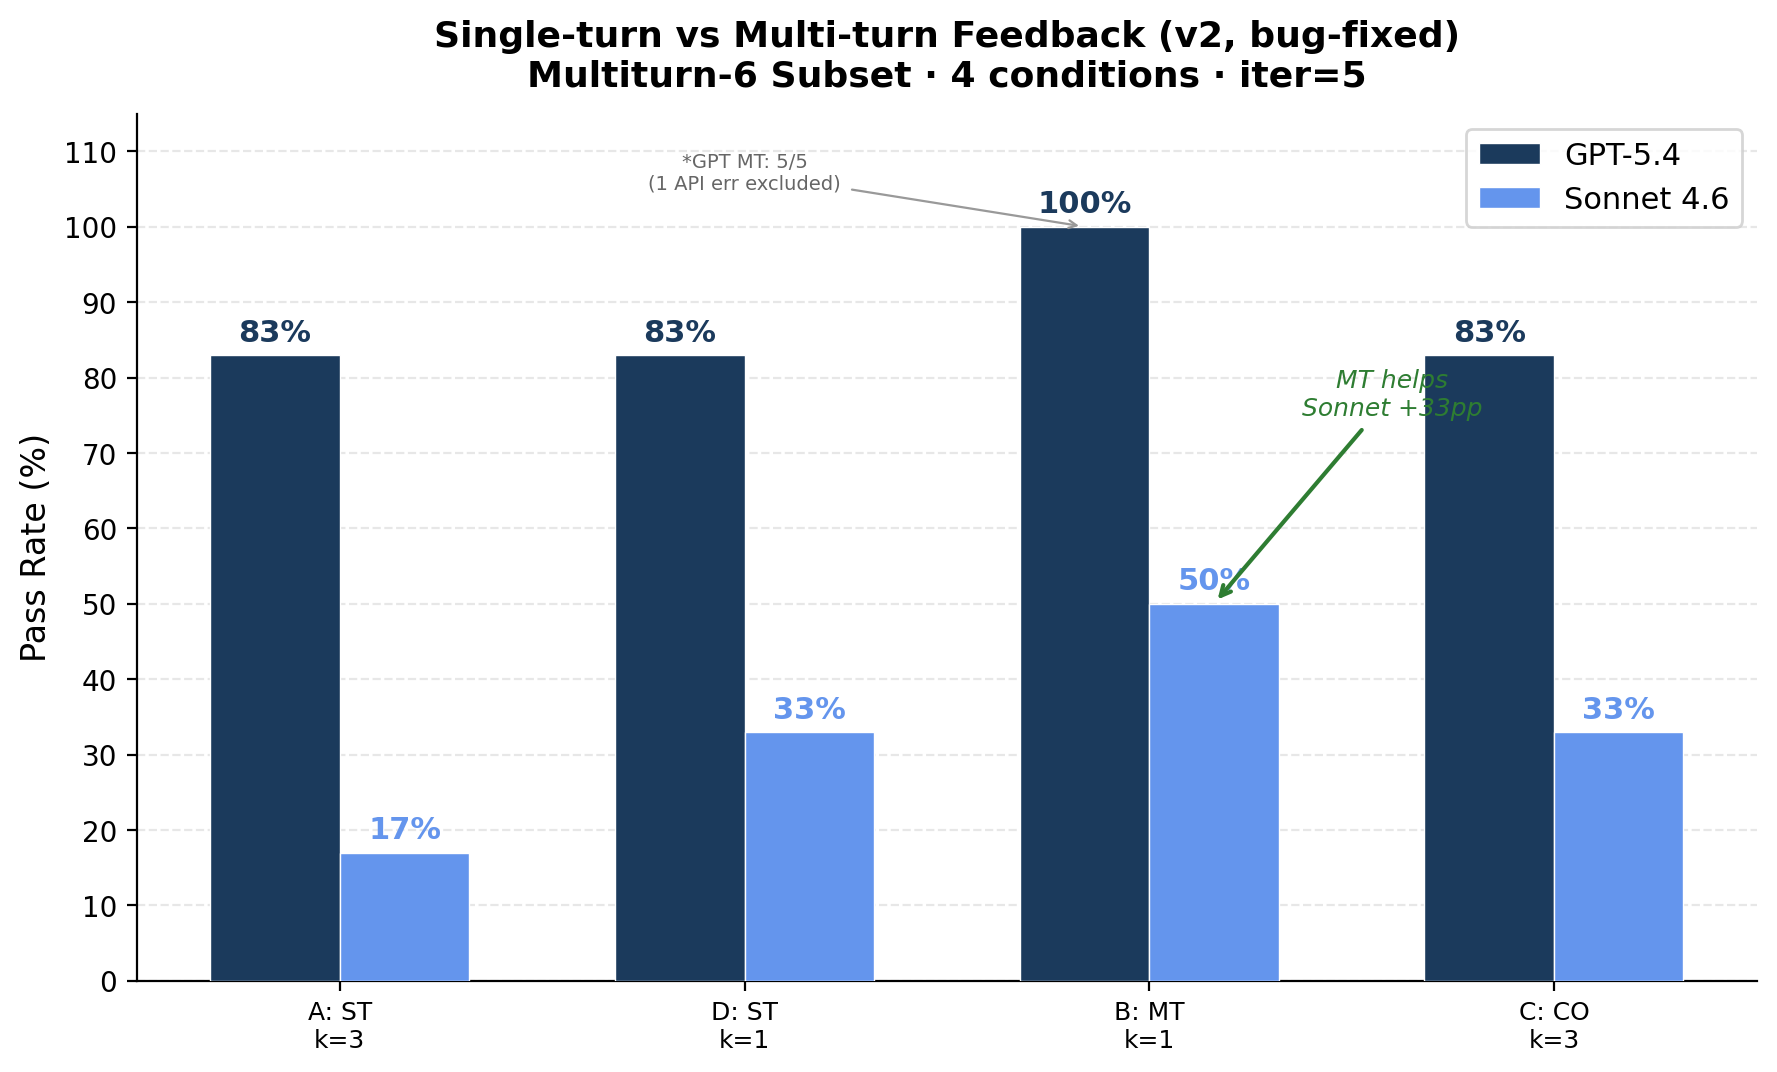 Single-turn vs Multi-turn Feedback (v2, bug-fixed)
Multiturn-6 Subset · 4 conditions · iter=5
Pass Rate (%)
110
100
90
80
70
60
50
40
30
20
10
0
*GPT MT: 5/5
(1 API err excluded)
GPT-5.4
Sonnet 4.6
83%
17%
83%
33%
100%
50%
83%
33%
MT helps
Sonnet +33pp
A: ST
k=3
D: ST
k=1
B: MT
k=1
C: CO
k=3